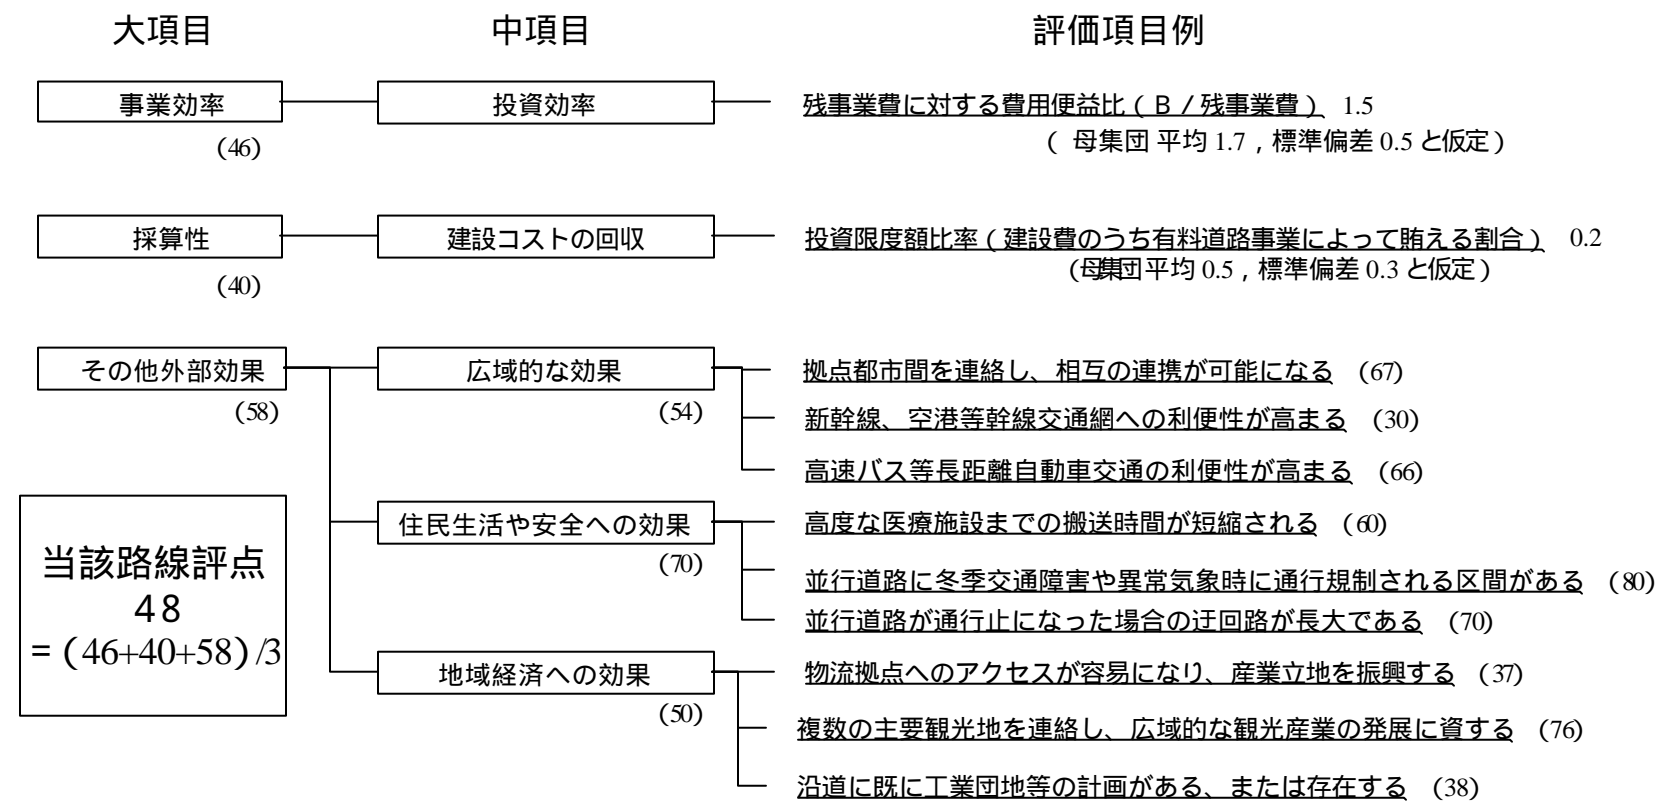 大項目 中項目 評価項目例
事業効率 投資効率 残事業費に対する費用便益比(B/残事業費) 1.5
(46) ( 母集団 平均 1.7 , 標準偏差 0.5 と仮定)
採算性 建設コストの回収 投資限度額比率(建設費のうち有料道路事業によって賄える割合) 0.2
(40) (母集団平均 0.5 , 標準偏差 0.3 と仮定)
その他外部効果 広域的な効果 拠点都市間を連絡し、相互の連携が可能になる (67)
(58) (54) 新幹線、空港等幹線交通網への利便性が高まる (30)
高速バス等長距離自動車交通の利便性が高まる (66)
住民生活や安全への効果 高度な医療施設までの搬送時間が短縮される (60)
(70) 並行道路に冬季交通障害や異常気象時に通行規制される区間がある (80)
並行道路が通行止になった場合の迂回路が長大である (70)
地域経済への効果 物流拠点へのアクセスが容易になり、産業立地を振興する (37)
(50) 複数の主要観光地を連絡し、広域的な観光産業の発展に資する (76)
沿道に既に工業団地等の計画がある、または存在する (38)
当該路線評点
48
= (46+40+58) /3